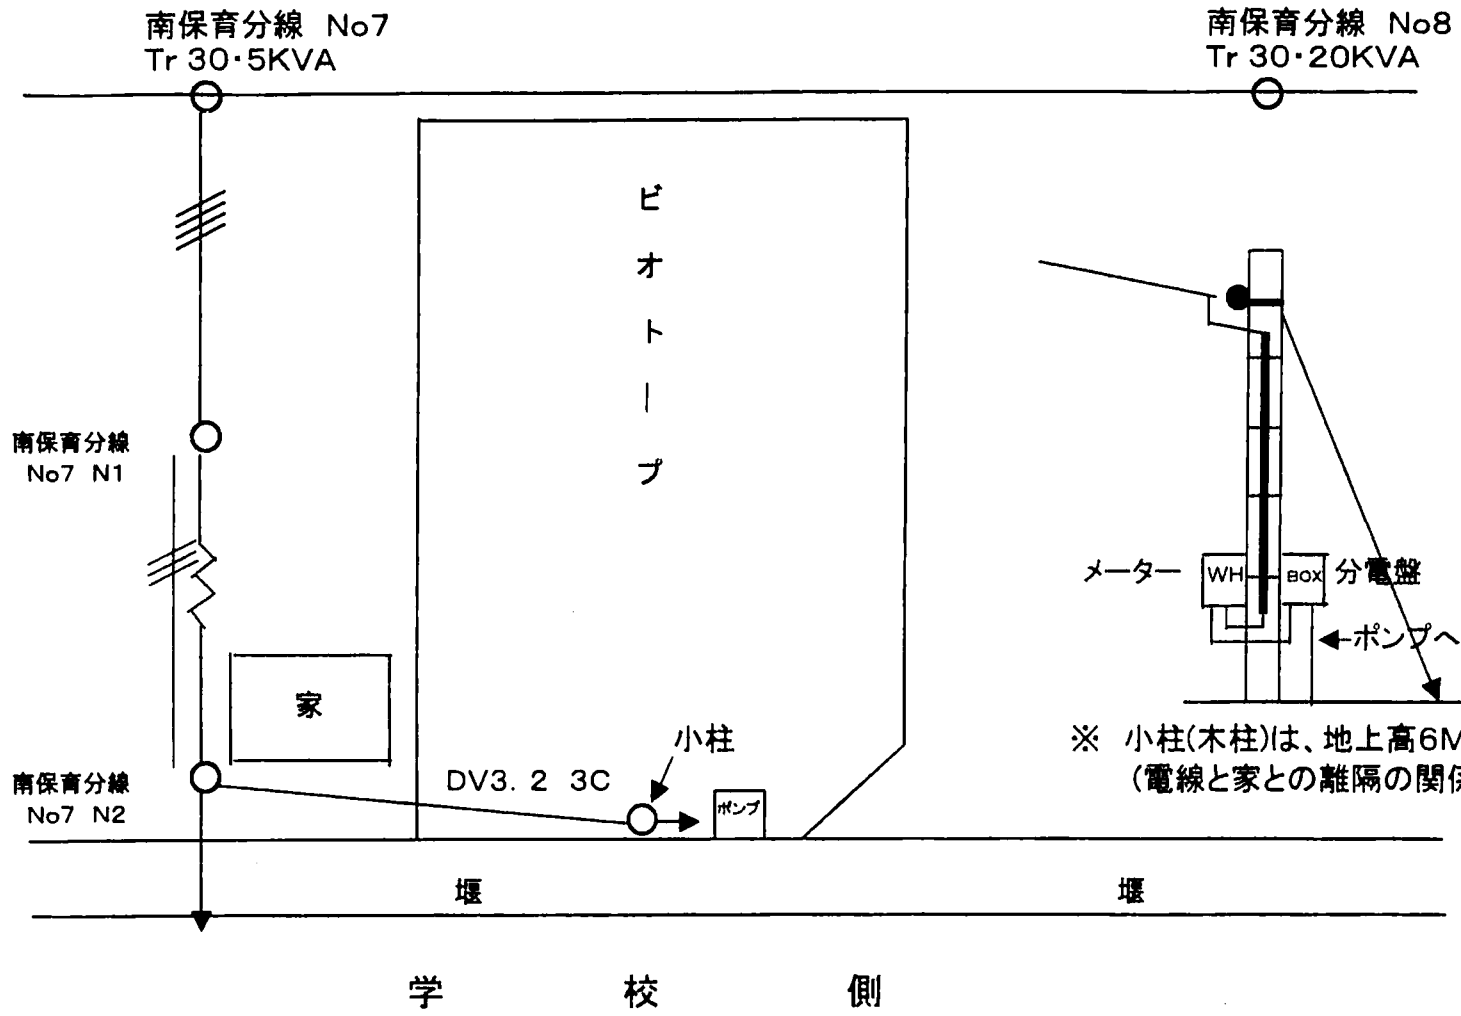 南保育分線 No7
Tr 30・5KVA
南保育分線 No8
Tr 30・20KVA
ビオトープ
南保育分線
No7 N1
メーター
WH
BOX
分電盤
ポンプへ
家
小柱
※ 小柱(木柱)は、地上高6M
(電線と家との離隔の関係
南保育分線
No7 N2
DV3. 2 3C
ポンプ
堰
堰
学校側